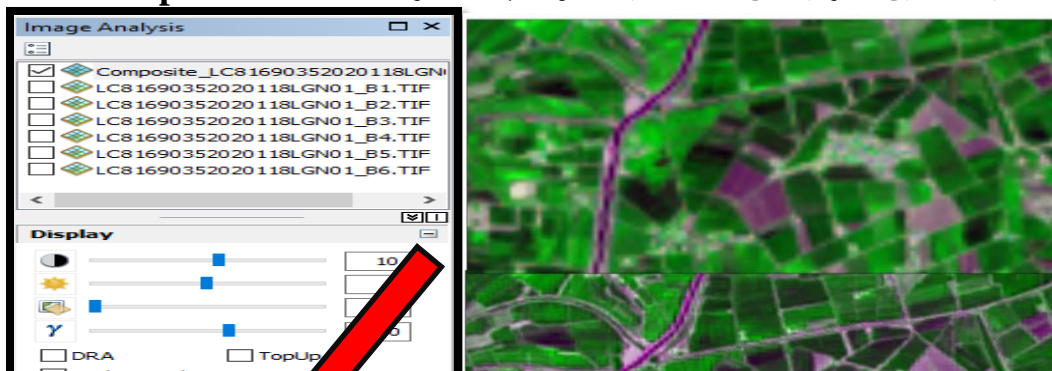 Image Analysis
Composite_LC81690352020118LGN
LC81690352020118LGN01_B1.TIF
LC81690352020118LGN01_B2.TIF
LC81690352020118LGN01_B3.TIF
LC81690352020118LGN01_B4.TIF
LC81690352020118LGN01_B5.TIF
LC81690352020118LGN01_B6.TIF
Display
10
γ
DRA TopUp